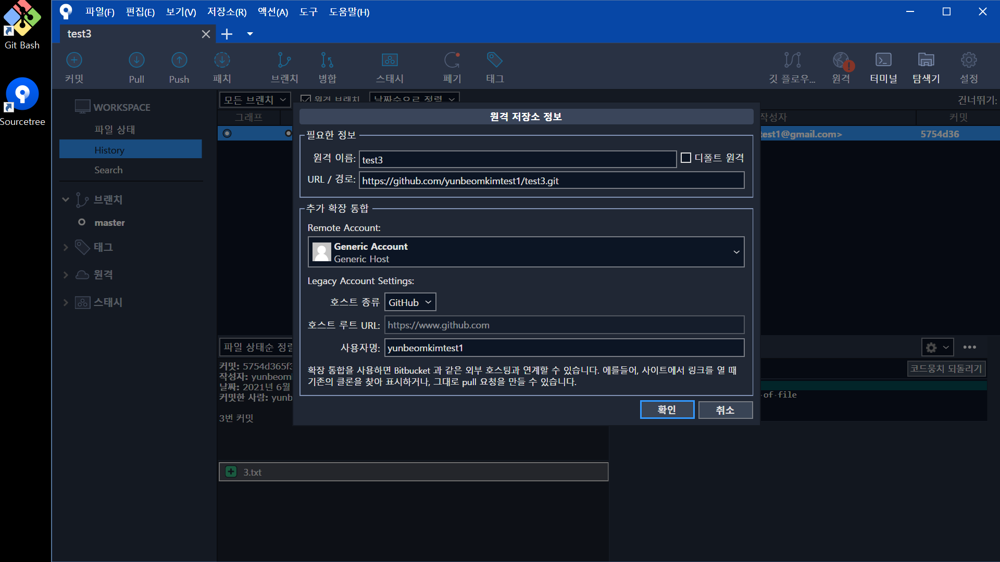 Git Bash
Sourcetree
파일(F) 편집(E) 보기(V) 저장소(R) 액션(A) 도구 도움말(H)
test3
커밋 Pull Push 패치 브랜치 병합 스태시 폐기 태그 깃 플로우... 원격 터미널 탐색기 설정
WORKSPACE
파일 상태
History
Search
브랜치
master
태그
원격
스태시
모든 브랜치 원격 브랜치 날짜순으로 정렬 건너뛰기:
그래프 작성자 커밋
test1@gmail.com> 5754d36
원격 저장소 정보
필요한 정보
원격 이름: test3 디폴트 원격
URL / 경로: https://github.com/yunbeomkimtest1/test3.git
추가 확장 통합
Remote Account:
Generic Account
Generic Host
Legacy Account Settings:
호스트 종류 GitHub
호스트 루트 URL: https://www.github.com
사용자명: yunbeomkimtest1
확장 통합을 사용하면 Bitbucket 과 같은 외부 호스팅과 연계할 수 있습니다. 예를들어, 사이트에서 링크를 열 때
기존의 클론을 찾아 표시하거나, 그대로 pull 요청을 만들 수 있습니다.
확인 취소
파일 상태순 정렬
커밋: 5754d365f
작성자: yunbeom
날짜: 2021년 6월
커밋한 사람: yunb
3번 커밋
코드뭉치 되돌리기
of file
3.txt